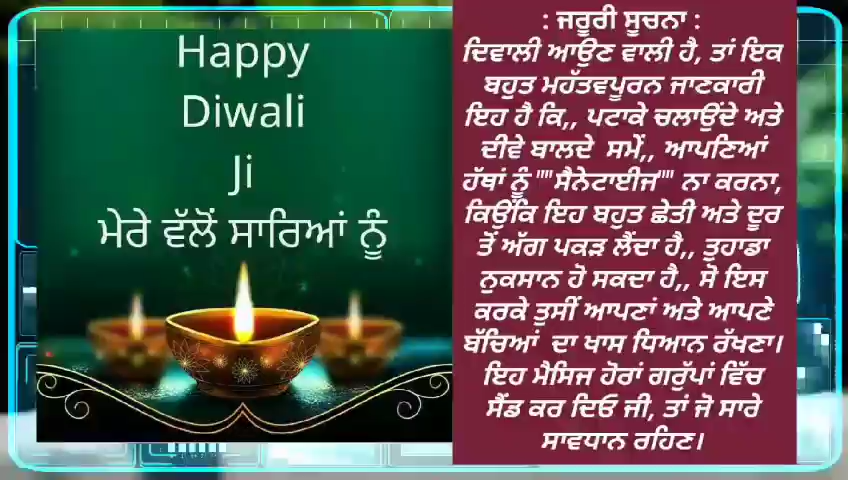 Happy
Diwali
Ji
ਮੇਰੇ ਵੱਲੋਂ ਸਾਰਿਆਂ ਨੂੰ
: ਜਰੂਰੀ ਸੂਚਨਾ :
ਦਿਵਾਲੀ ਆਉਣ ਵਾਲੀ ਹੈ, ਤਾਂ ਇਕ
ਬਹੁਤ ਮਹੱਤਵਪੂਰਨ ਜਾਣਕਾਰੀ
ਇਹ ਹੈ ਕਿ,, ਪਟਾਕੇ ਚਲਾਉਂਦੇ ਅਤੇ
ਦੀਵੇ ਬਾਲਦੇ ਸਮੇਂ,, ਆਪਣਿਆਂ
ਹੱਥਾਂ ਨੂੰ ""ਸੈਨੇਟਾਈਜ"" ਨਾ ਕਰਨਾ,
ਕਿਉਂਕਿ ਇਹ ਬਹੁਤ ਛੇਤੀ ਅਤੇ ਦੂਰ
ਤੋਂ ਅੱਗ ਪਕੜ ਲੈਂਦਾ ਹੈ,, ਤੁਹਾਡਾ
ਨੁਕਸਾਨ ਹੋ ਸਕਦਾ ਹੈ,, ਸੋ ਇਸ
ਕਰਕੇ ਤੁਸੀਂ ਆਪਣਾਂ ਅਤੇ ਆਪਣੇ
ਬੱਚਿਆਂ ਦਾ ਖਾਸ ਧਿਆਨ ਰੱਖਣਾ।
ਇਹ ਮੈਸਿਜ ਹੋਰਾਂ ਗਰੁੱਪਾਂ ਵਿੱਚ
ਸੈਂਡ ਕਰ ਦਿਓ ਜੀ, ਤਾਂ ਜੋ ਸਾਰੇ
ਸਾਵਧਾਨ ਰਹਿਣ।